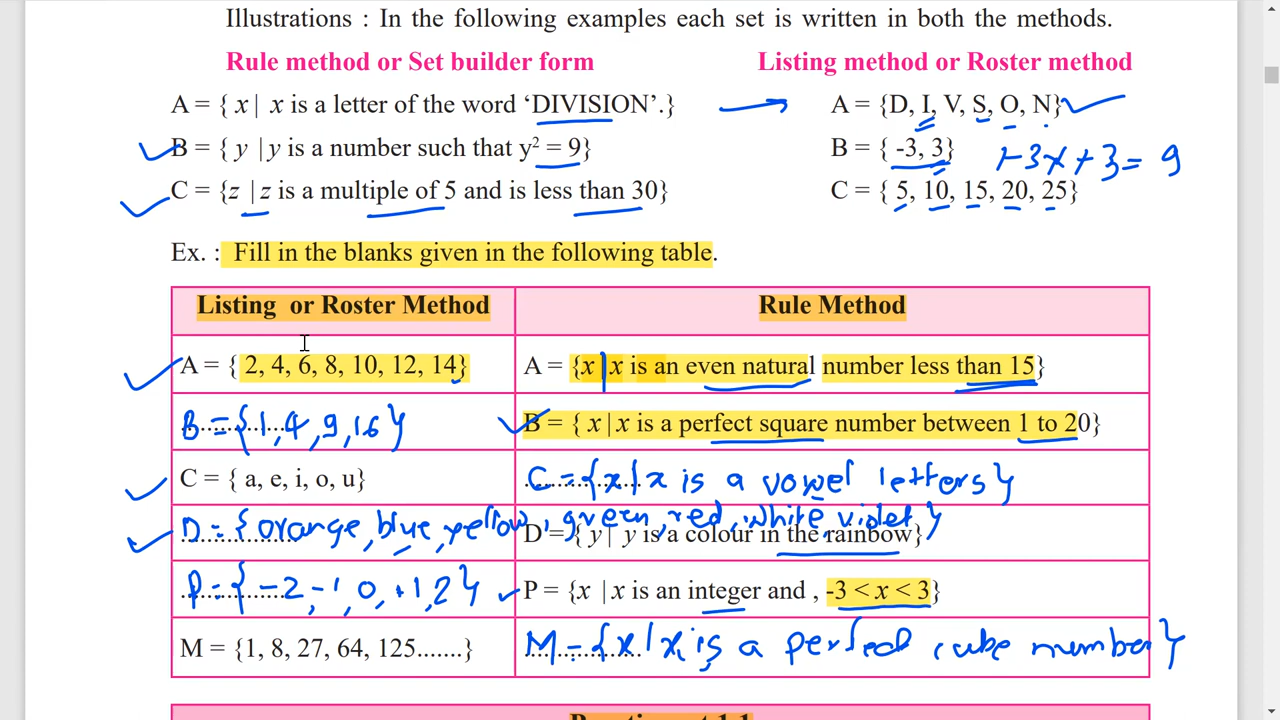 Illustrations : In the following examples each set is written in both the methods.
Rule method or Set builder form Listing method or Roster method
A = { x | x is a letter of the word ‘DIVISION’.} A = {D, I, V, S, O, N}
B = { y | y is a number such that y² = 9} B = { -3, 3} -3x+3= 9
C = {z | z is a multiple of 5 and is less than 30} C = { 5, 10, 15, 20, 25}
Ex. : Fill in the blanks given in the following table.
Listing or Roster Method Rule Method
A = { 2, 4, 6, 8, 10, 12, 14} A = {x | x is an even natural number less than 15}
B = {1, 4, 9, 16} B = { x | x is a perfect square number between 1 to 20}
C = { a, e, i, o, u} C = {x | x is a vowel letters}
D = {orange, blue, yellow, green, red, white, violet} D = { y | y is a colour in the rainbow}
P = {-2, -1, 0, +1, 2} P = {x | x is an integer and , -3 < x < 3}
M = {1, 8, 27, 64, 125.......} M = {x | x is a perfect cube number}